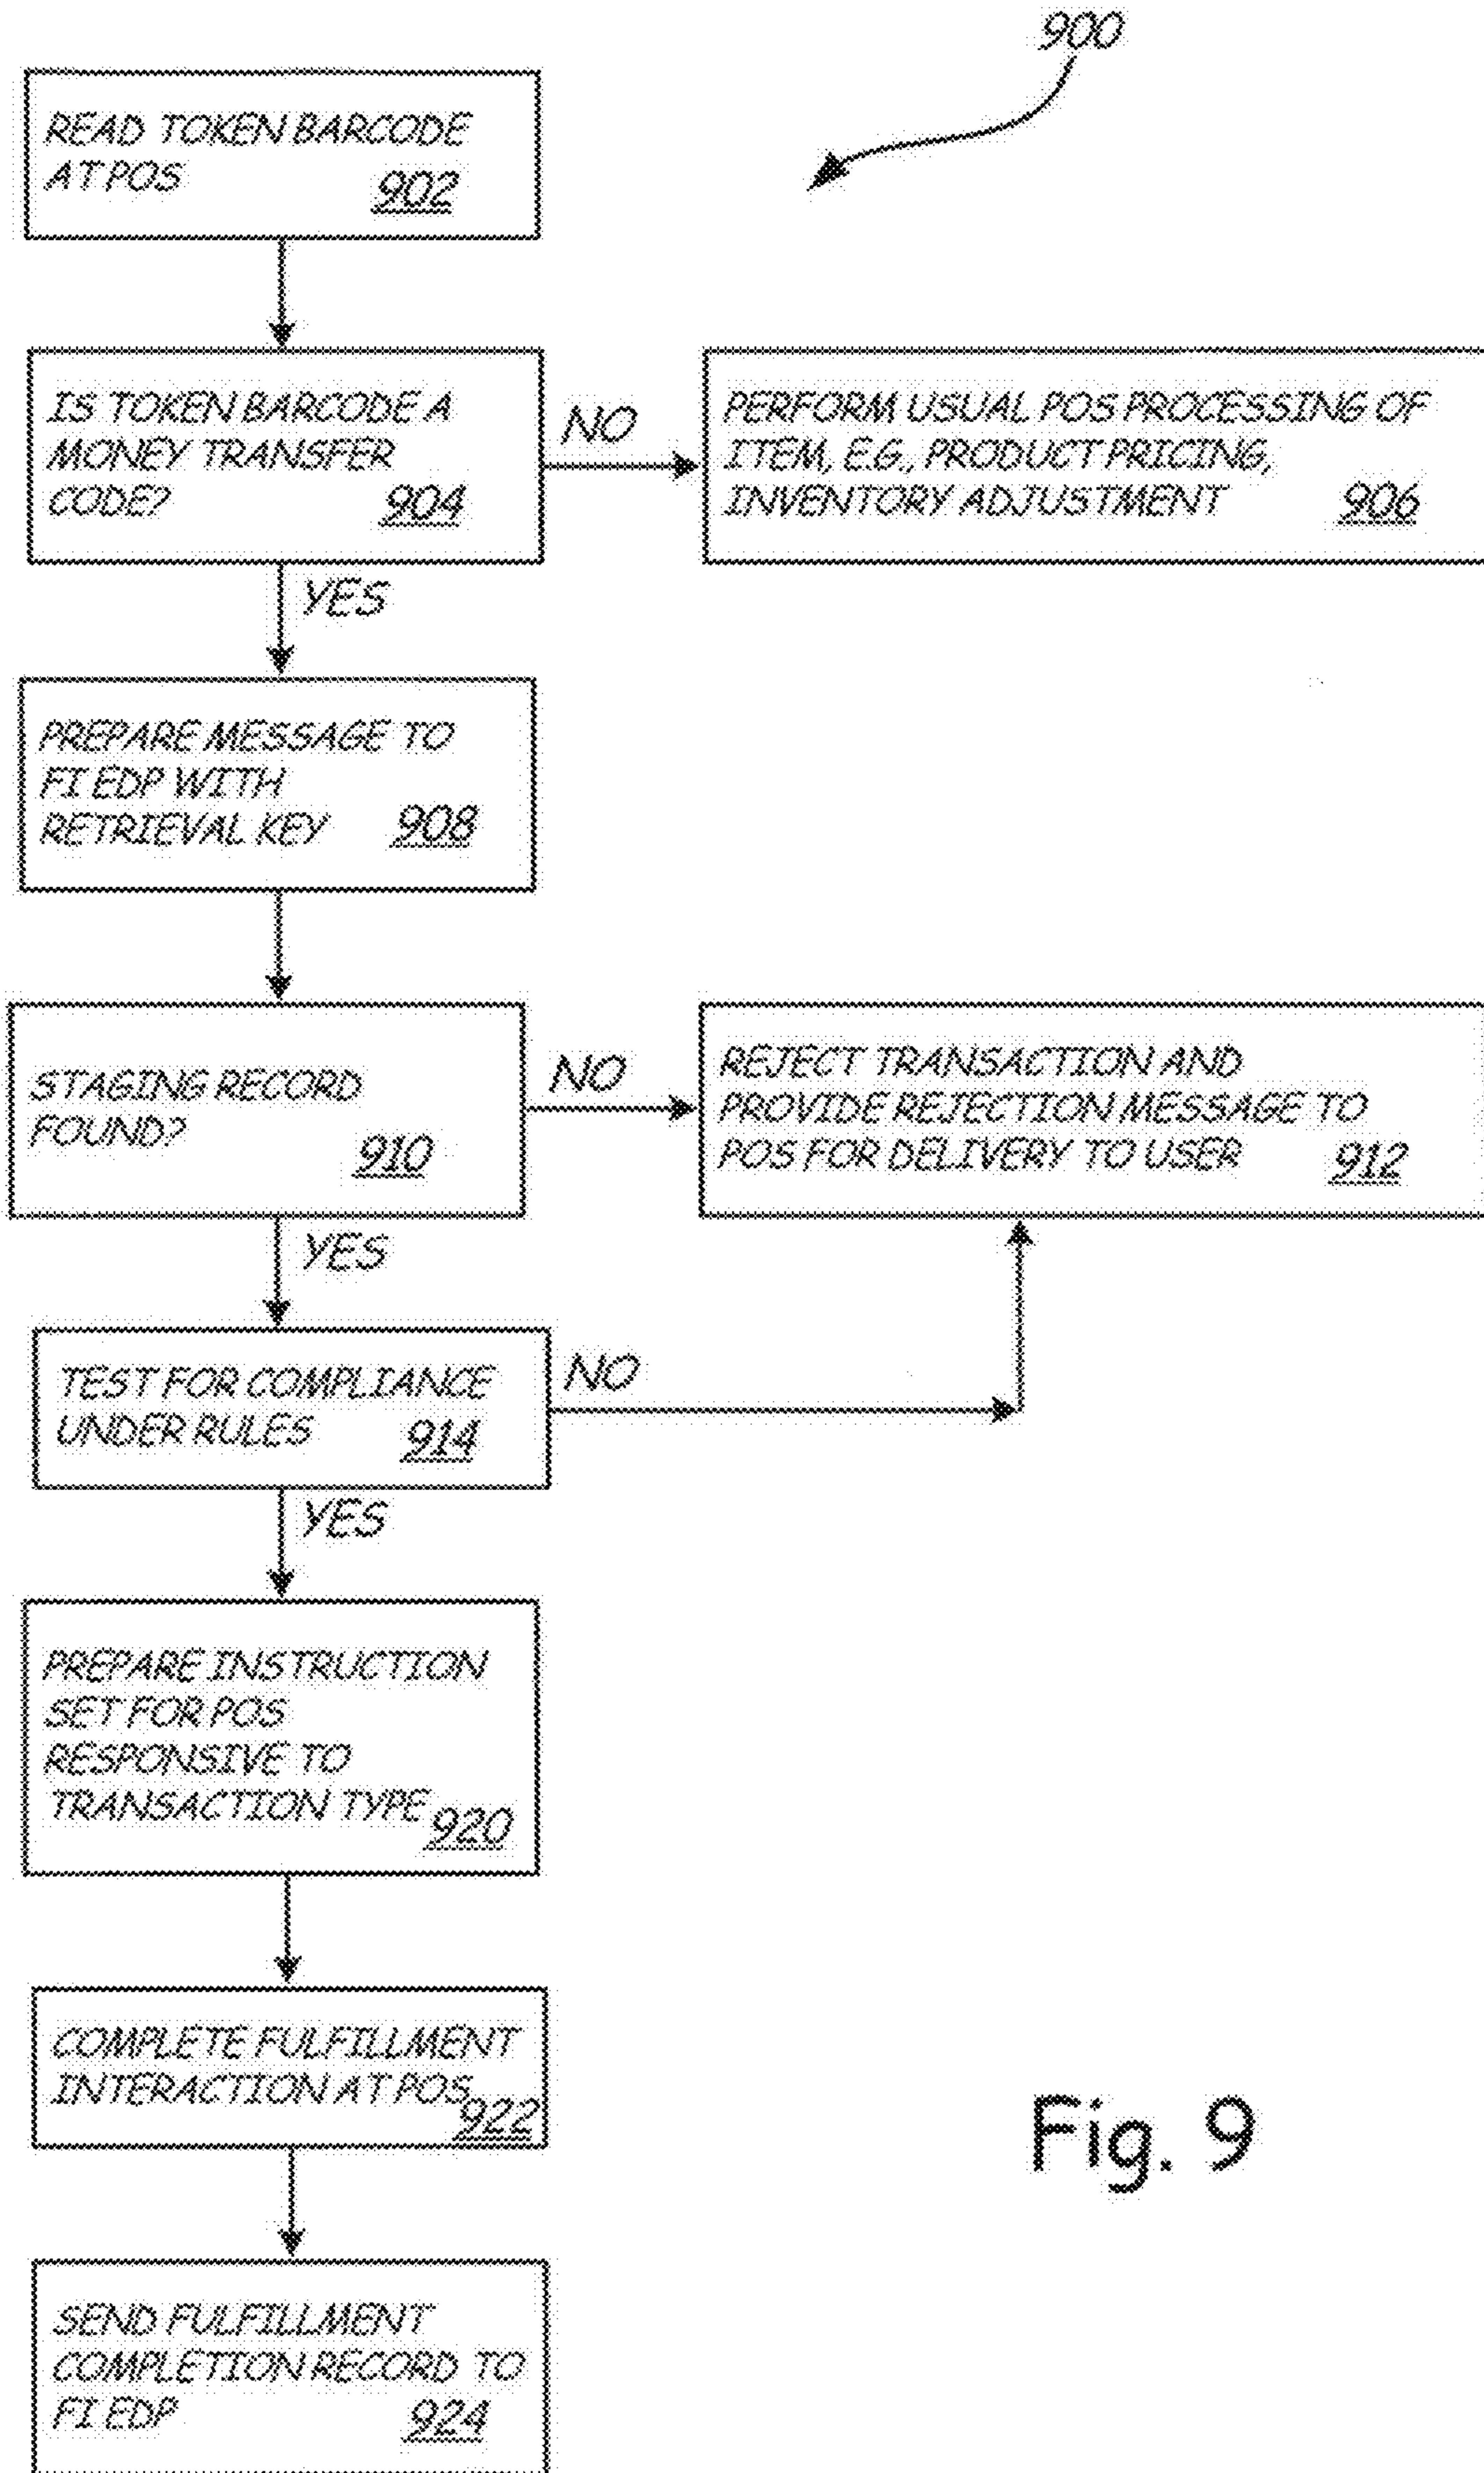 900
READ TOKEN BARCODE
AT POS
902
IS TOKEN BARCODE A
MONEY TRANSFER
CODE?
904
NO
PERFORM USUAL POS PROCESSING OF
ITEM, E.G., PRODUCT PRICING,
INVENTORY ADJUSTMENT
906
YES
PREPARE MESSAGE TO
FI EDP WITH
RETRIEVAL KEY
908
STAGING RECORD
FOUND?
910
NO
REJECT TRANSACTION AND
PROVIDE REJECTION MESSAGE TO
POS FOR DELIVERY TO USER
912
YES
TEST FOR COMPLIANCE
UNDER RULES
914
NO
YES
PREPARE INSTRUCTION
SET FOR POS
RESPONSIVE TO
TRANSACTION TYPE
920
COMPLETE FULFILLMENT
INTERACTION AT POS
922
SEND FULFILLMENT
COMPLETION RECORD TO
FI EDP
924
Fig. 9